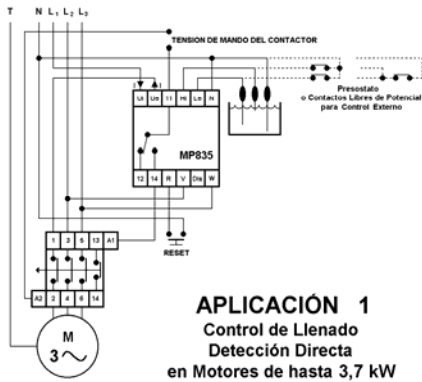 T N L1 L2 L3
TENSION DE MANDO DEL CONTACTOR
Ui Uo 11 Hi Lo N
Presostato
o Contactos Libres de Potencial
para Control Externo
MP835
12 14 R V Dis W
1 3 5 13 A1
RESET
A2 2 4 6 14
M
3
APLICACIÓN 1
Control de Llenado
Detección Directa
en Motores de hasta 3,7 kW